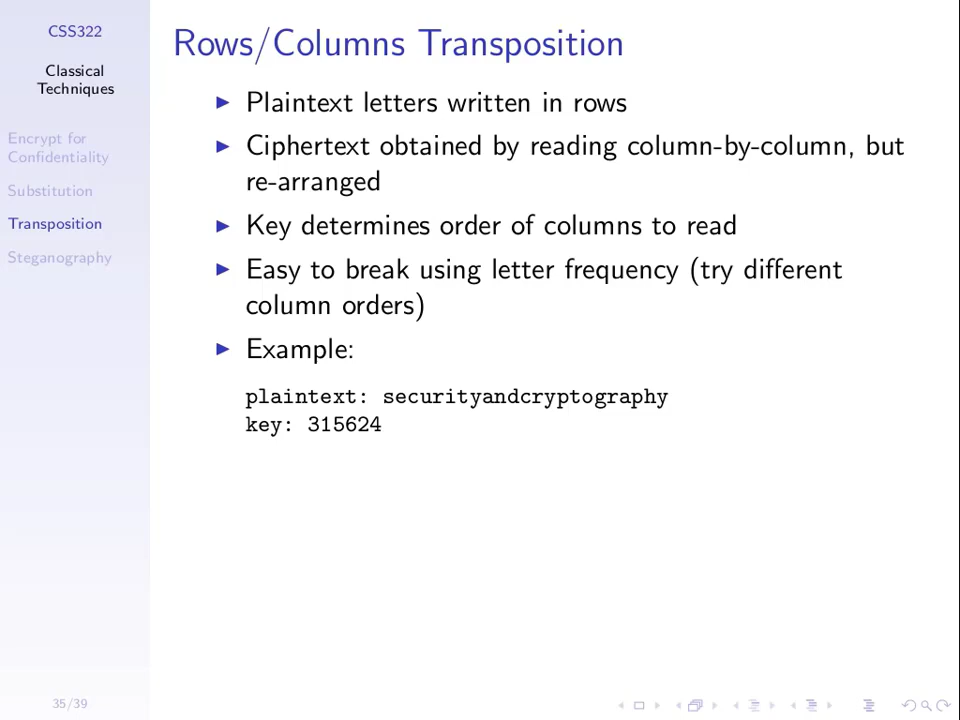 CSS322
Classical
Techniques
Encrypt for
Confidentiality
Substitution
Transposition
Steganography
35/39
Rows/Columns Transposition
Plaintext letters written in rows
Ciphertext obtained by reading column-by-column, but
re-arranged
Key determines order of columns to read
Easy to break using letter frequency (try different
column orders)
Example:
plaintext: securityandcryptography
key: 315624